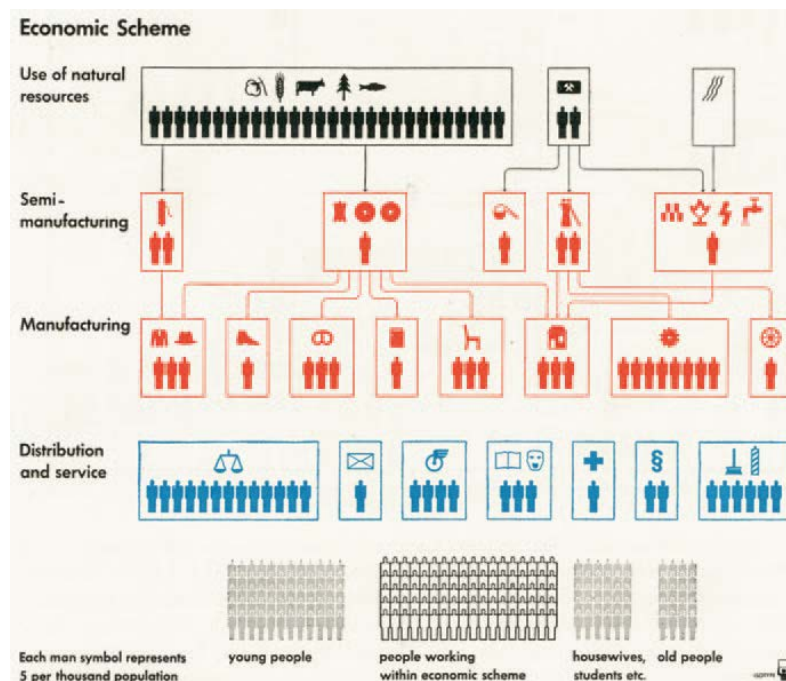 Economic Scheme
Use of natural
resources
Semi-
manufacturing
Manufacturing
Distribution
and service
§
young people
people working
within economic scheme
housewives,
students etc.
old people
Each man symbol represents
5 per thousand population